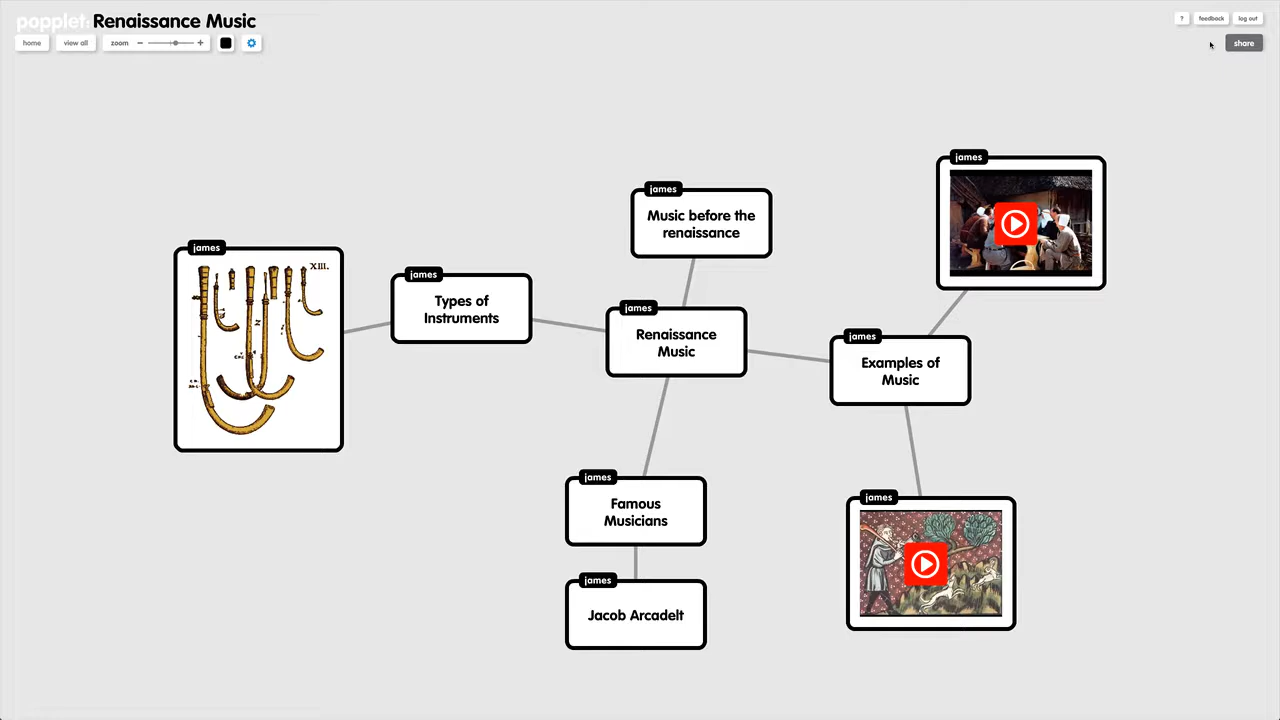 popplet: Renaissance Music
? feedback log out
home view all zoom − +
share
james
james
Music before the
renaissance
james
XIII.
james
Types of
Instruments
james
Renaissance
Music
james
Examples of
Music
james
Famous
Musicians
james
james
Jacob Arcadelt